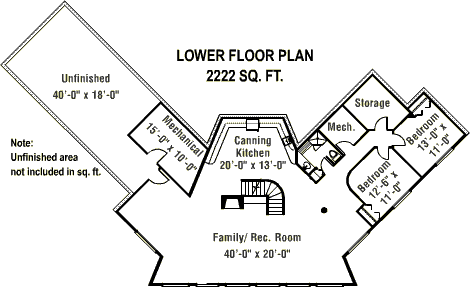 LOWER FLOOR PLAN
2222 SQ. FT.
Unfinished
40'-0" x 18'-0"
Storage
Mechanical
15'-0" x 10'-0"
Mech.
Bedroom
13'-0" x
11'-0"
Note:
Unfinished area
not included in sq. ft.
Canning
Kitchen
20'-0" x 13'-0"
Bedroom
12'-6" x
11'-0"
Family/ Rec. Room
40'-0" x 20'-0"